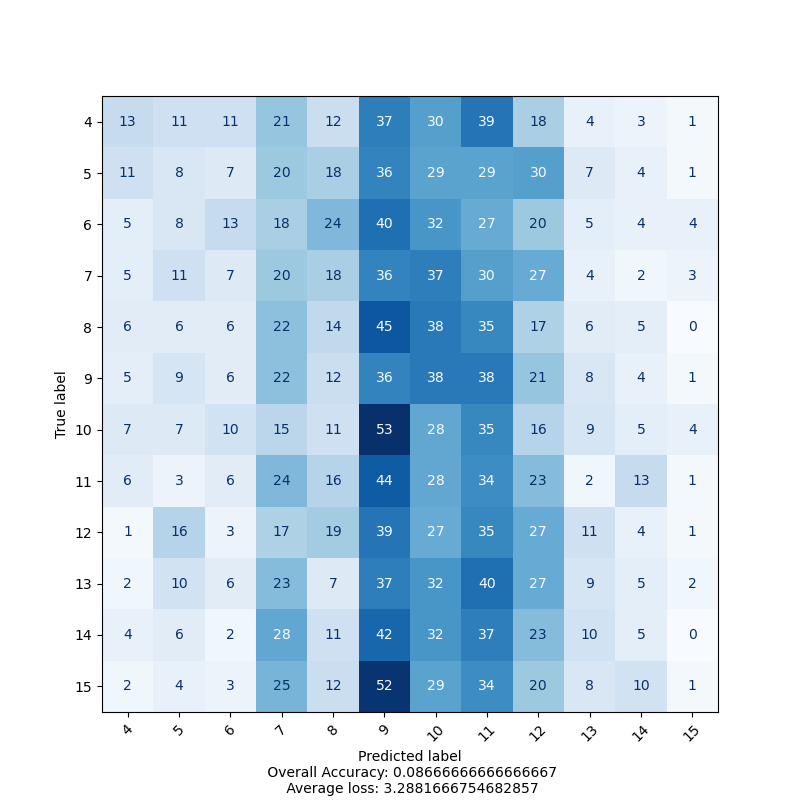 4 13 11 11 21 12 37 30 39 18 4 3 1
5 11 8 7 20 18 36 29 29 30 7 4 1
6 5 8 13 18 24 40 32 27 20 5 4 4
7 5 11 7 20 18 36 37 30 27 4 2 3
8 6 6 6 22 14 45 38 35 17 6 5 0
9 5 9 6 22 12 36 38 38 21 8 4 1
True label
10 7 7 10 15 11 53 28 35 16 9 5 4
11 6 3 6 24 16 44 28 34 23 2 13 1
12 1 16 3 17 19 39 27 35 27 11 4 1
13 2 10 6 23 7 37 32 40 27 9 5 2
14 4 6 2 28 11 42 32 37 23 10 5 0
15 2 4 3 25 12 52 29 34 20 8 10 1
4 5 6 7 8 9 10 11 12 13 14 15
Predicted label
Overall Accuracy: 0.08666666666666667
Average loss: 3.2881666754682857